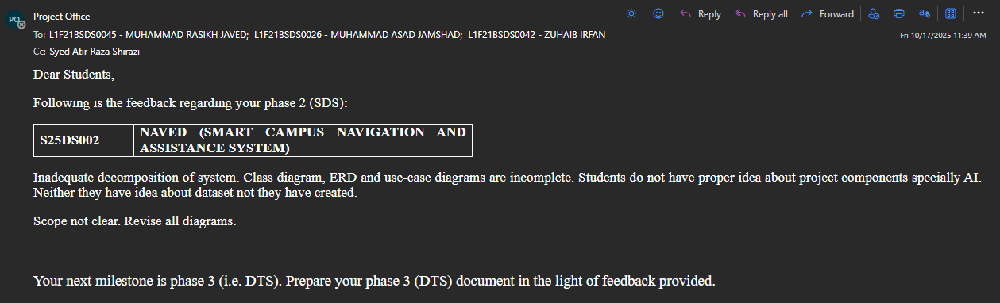 PO
Project Office
Reply
Reply all
Forward
To: L1F21BSDS0045 - MUHAMMAD RASIKH JAVED; L1F21BSDS0026 - MUHAMMAD ASAD JAMSHAD; L1F21BSDS0042 - ZUHAIB IRFAN
Fri 10/17/2025 11:39 AM
Cc: Syed Atir Raza Shirazi
Dear Students,
Following is the feedback regarding your phase 2 (SDS):
S25DS002
NAVED (SMART CAMPUS NAVIGATION AND
ASSISTANCE SYSTEM)
Inadequate decomposition of system. Class diagram, ERD and use-case diagrams are incomplete. Students do not have proper idea about project components specially AI.
Neither they have idea about dataset not they have created.
Scope not clear. Revise all diagrams.
Your next milestone is phase 3 (i.e. DTS). Prepare your phase 3 (DTS) document in the light of feedback provided.